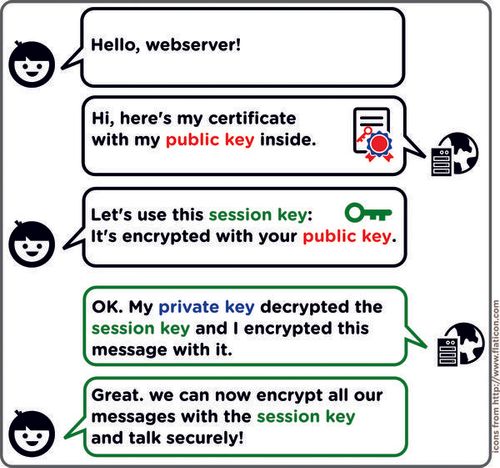 Hello, webserver!
Hi, here's my certificate
with my public key inside.
Let's use this session key:
It's encrypted with your public key.
OK. My private key decrypted the
session key and I encrypted this
message with it.
Great. we can now encrypt all our
messages with the session key
and talk securely!
icons from http://www.flaticon.com